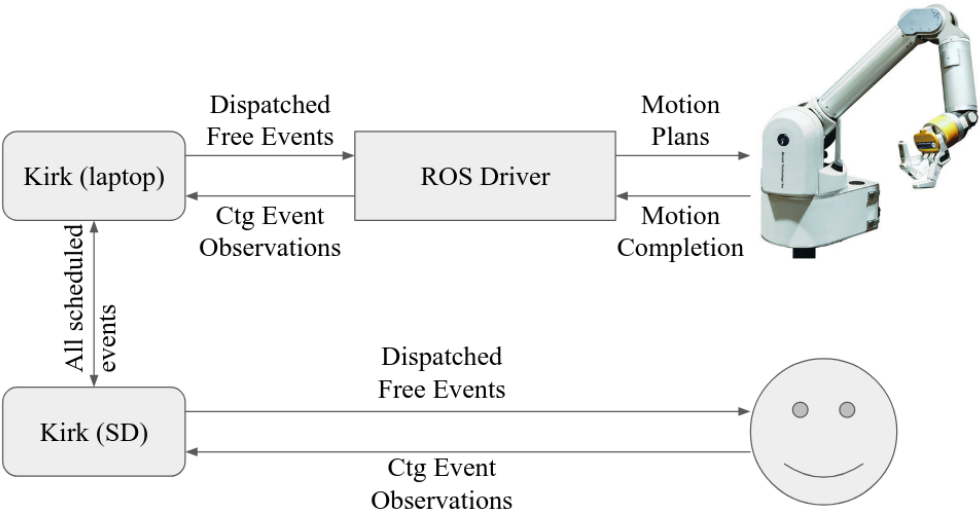 Dispatched
Free Events
Motion
Plans
Kirk (laptop)
ROS Driver
Ctg Event
Observations
Motion
Completion
All scheduled
events
Dispatched
Free Events
Kirk (SD)
Ctg Event
Observations